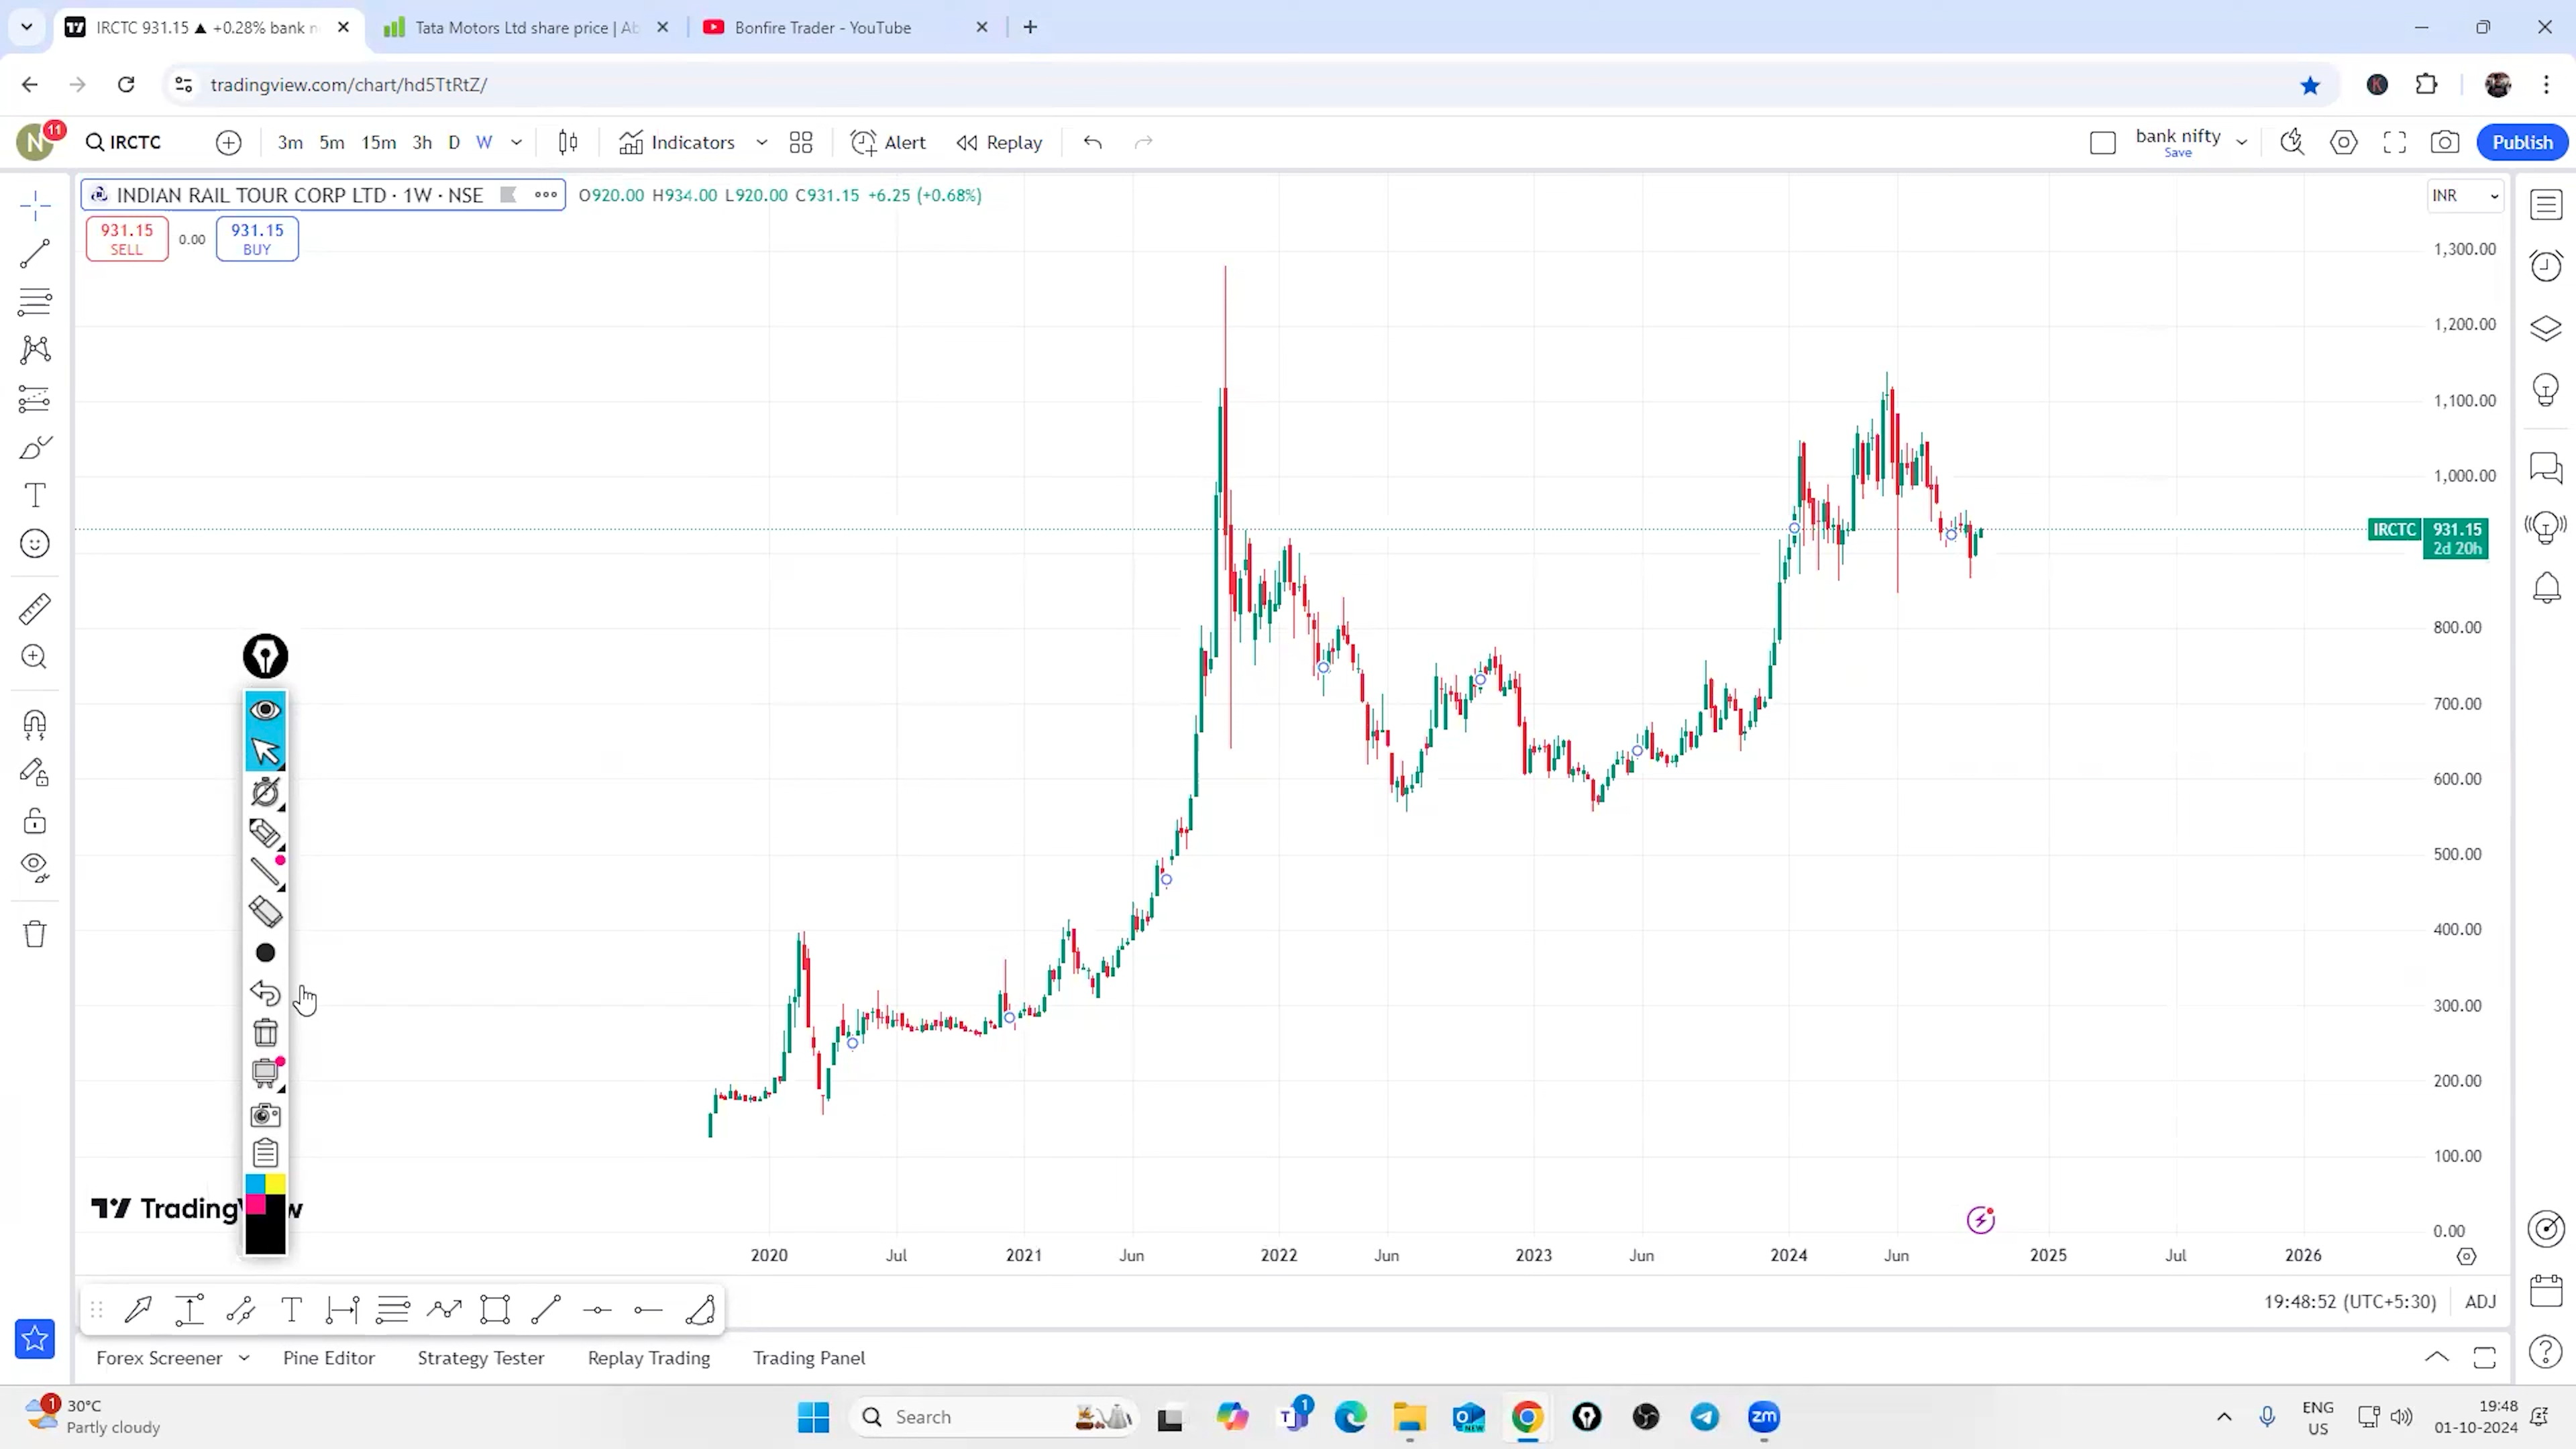 IRCTC 931.15 ▲ +0.28% bank n
Tata Motors Ltd share price | Ab
Bonfire Trader - YouTube
tradingview.com/chart/hd5TtRtZ/
N 11
IRCTC
3m 5m 15m 3h D W
Indicators
Alert
Replay
bank nifty
Save
Publish
INDIAN RAIL TOUR CORP LTD · 1W · NSE
O920.00 H934.00 L920.00 C931.15 +6.25 (+0.68%)
INR
931.15
SELL
0.00
931.15
BUY
1,300.00
1,200.00
1,100.00
1,000.00
IRCTC 931.15
2d 20h
800.00
700.00
600.00
500.00
400.00
300.00
200.00
100.00
0.00
TradingView
2020 Jul 2021 Jun 2022 Jun 2023 Jun 2024 Jun 2025 Jul 2026
19:48:52 (UTC+5:30) ADJ
Forex Screener
Pine Editor
Strategy Tester
Replay Trading
Trading Panel
1
30°C
Partly cloudy
Search
1
NEW
zm
ENG
US
19:48
01-10-2024